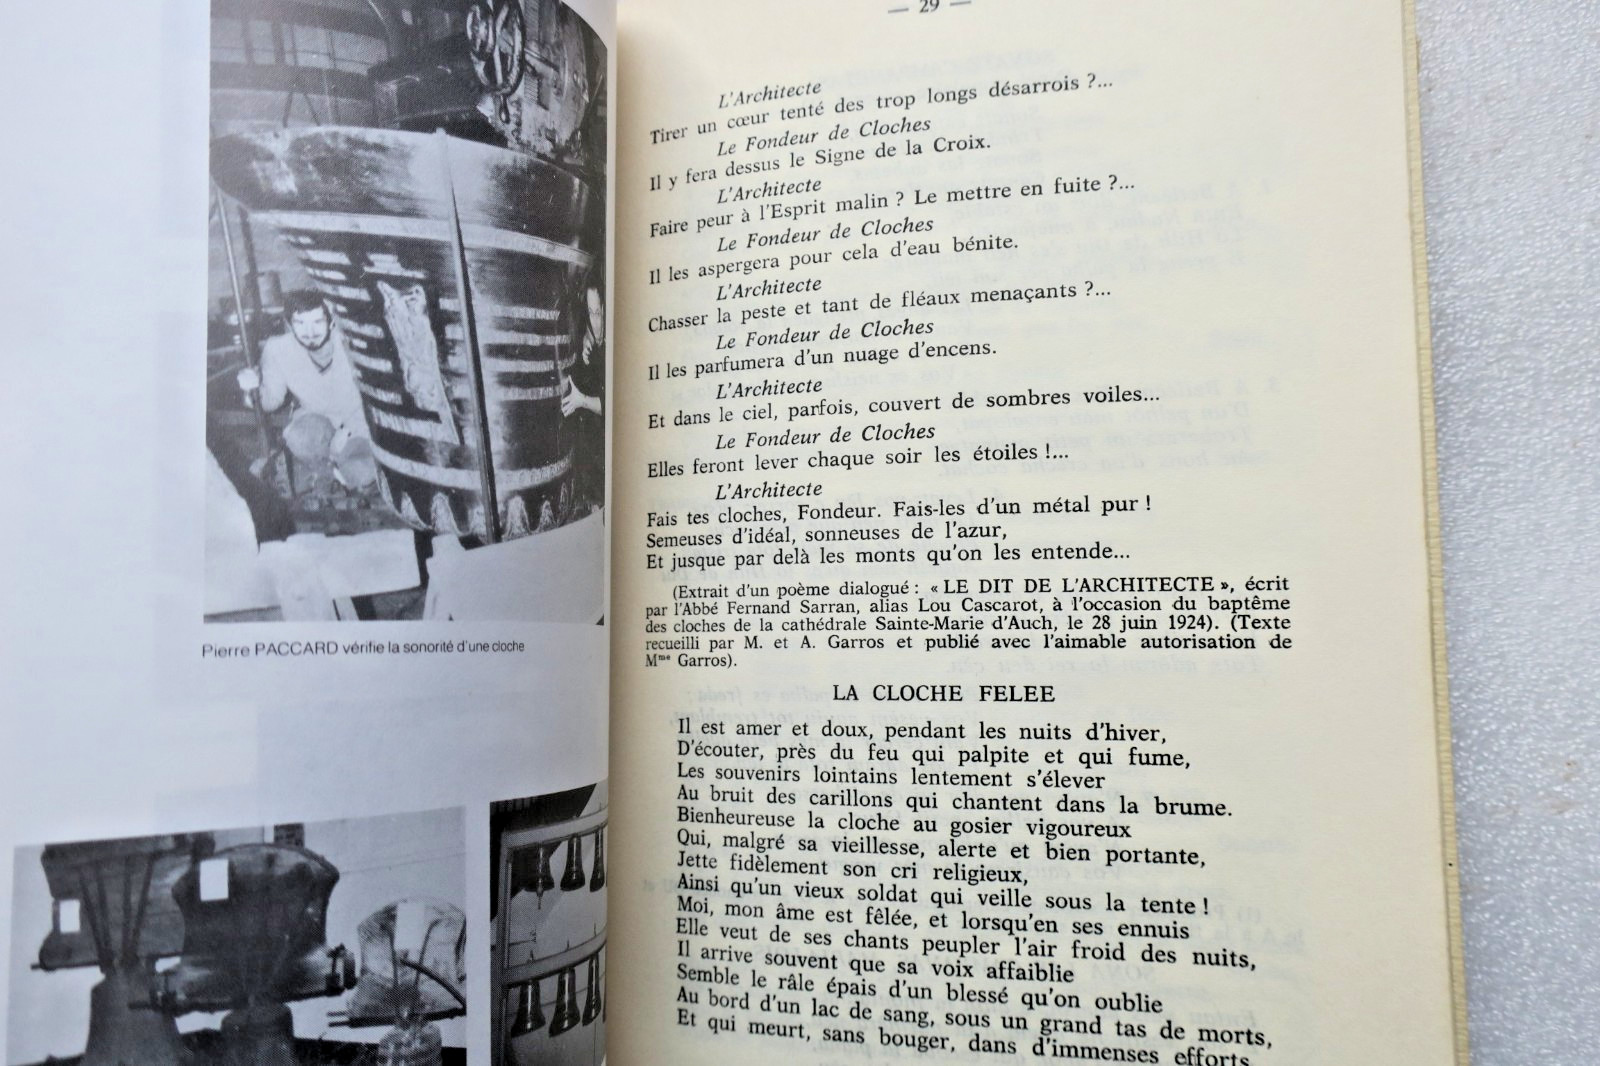 Pierre PACCARD vérifie la sonorité d'une cloche
— 29 —
L'Architecte
Tirer un cœur tenté des trop longs désarrois ?...
Le Fondeur de Cloches
Il y fera dessus le Signe de la Croix.
L'Architecte
Faire peur à l'Esprit malin ? Le mettre en fuite ?...
Le Fondeur de Cloches
Il les aspergera pour cela d'eau bénite.
L'Architecte
Chasser la peste et tant de fléaux menaçants ?...
Le Fondeur de Cloches
Il les parfumera d'un nuage d'encens.
L'Architecte
Et dans le ciel, parfois, couvert de sombres voiles...
Le Fondeur de Cloches
Elles feront lever chaque soir les étoiles !...
L'Architecte
Fais tes cloches, Fondeur. Fais-les d'un métal pur !
Semeuses d'idéal, sonneuses de l'azur,
Et jusque par delà les monts qu'on les entende...
(Extrait d'un poème dialogué : « LE DIT DE L'ARCHITECTE », écrit
par l'Abbé Fernand Sarran, alias Lou Cascarot, à l'occasion du baptême
des cloches de la cathédrale Sainte-Marie d'Auch, le 28 juin 1924). (Texte
recueilli par M. et A. Garros et publié avec l'aimable autorisation de
Mme Garros).
LA CLOCHE FELEE
Il est amer et doux, pendant les nuits d'hiver,
D'écouter, près du feu qui palpite et qui fume,
Les souvenirs lointains lentement s'élever
Au bruit des carillons qui chantent dans la brume.
Bienheureuse la cloche au gosier vigoureux
Qui, malgré sa vieillesse, alerte et bien portante,
Jette fidèlement son cri religieux,
Ainsi qu'un vieux soldat qui veille sous la tente !
Moi, mon âme est fêlée, et lorsqu'en ses ennuis
Elle veut de ses chants peupler l'air froid des nuits,
Il arrive souvent que sa voix affaiblie
Semble le râle épais d'un blessé qu'on oublie
Au bord d'un lac de sang, sous un grand tas de morts,
Et qui meurt, sans bouger, dans d'immenses efforts